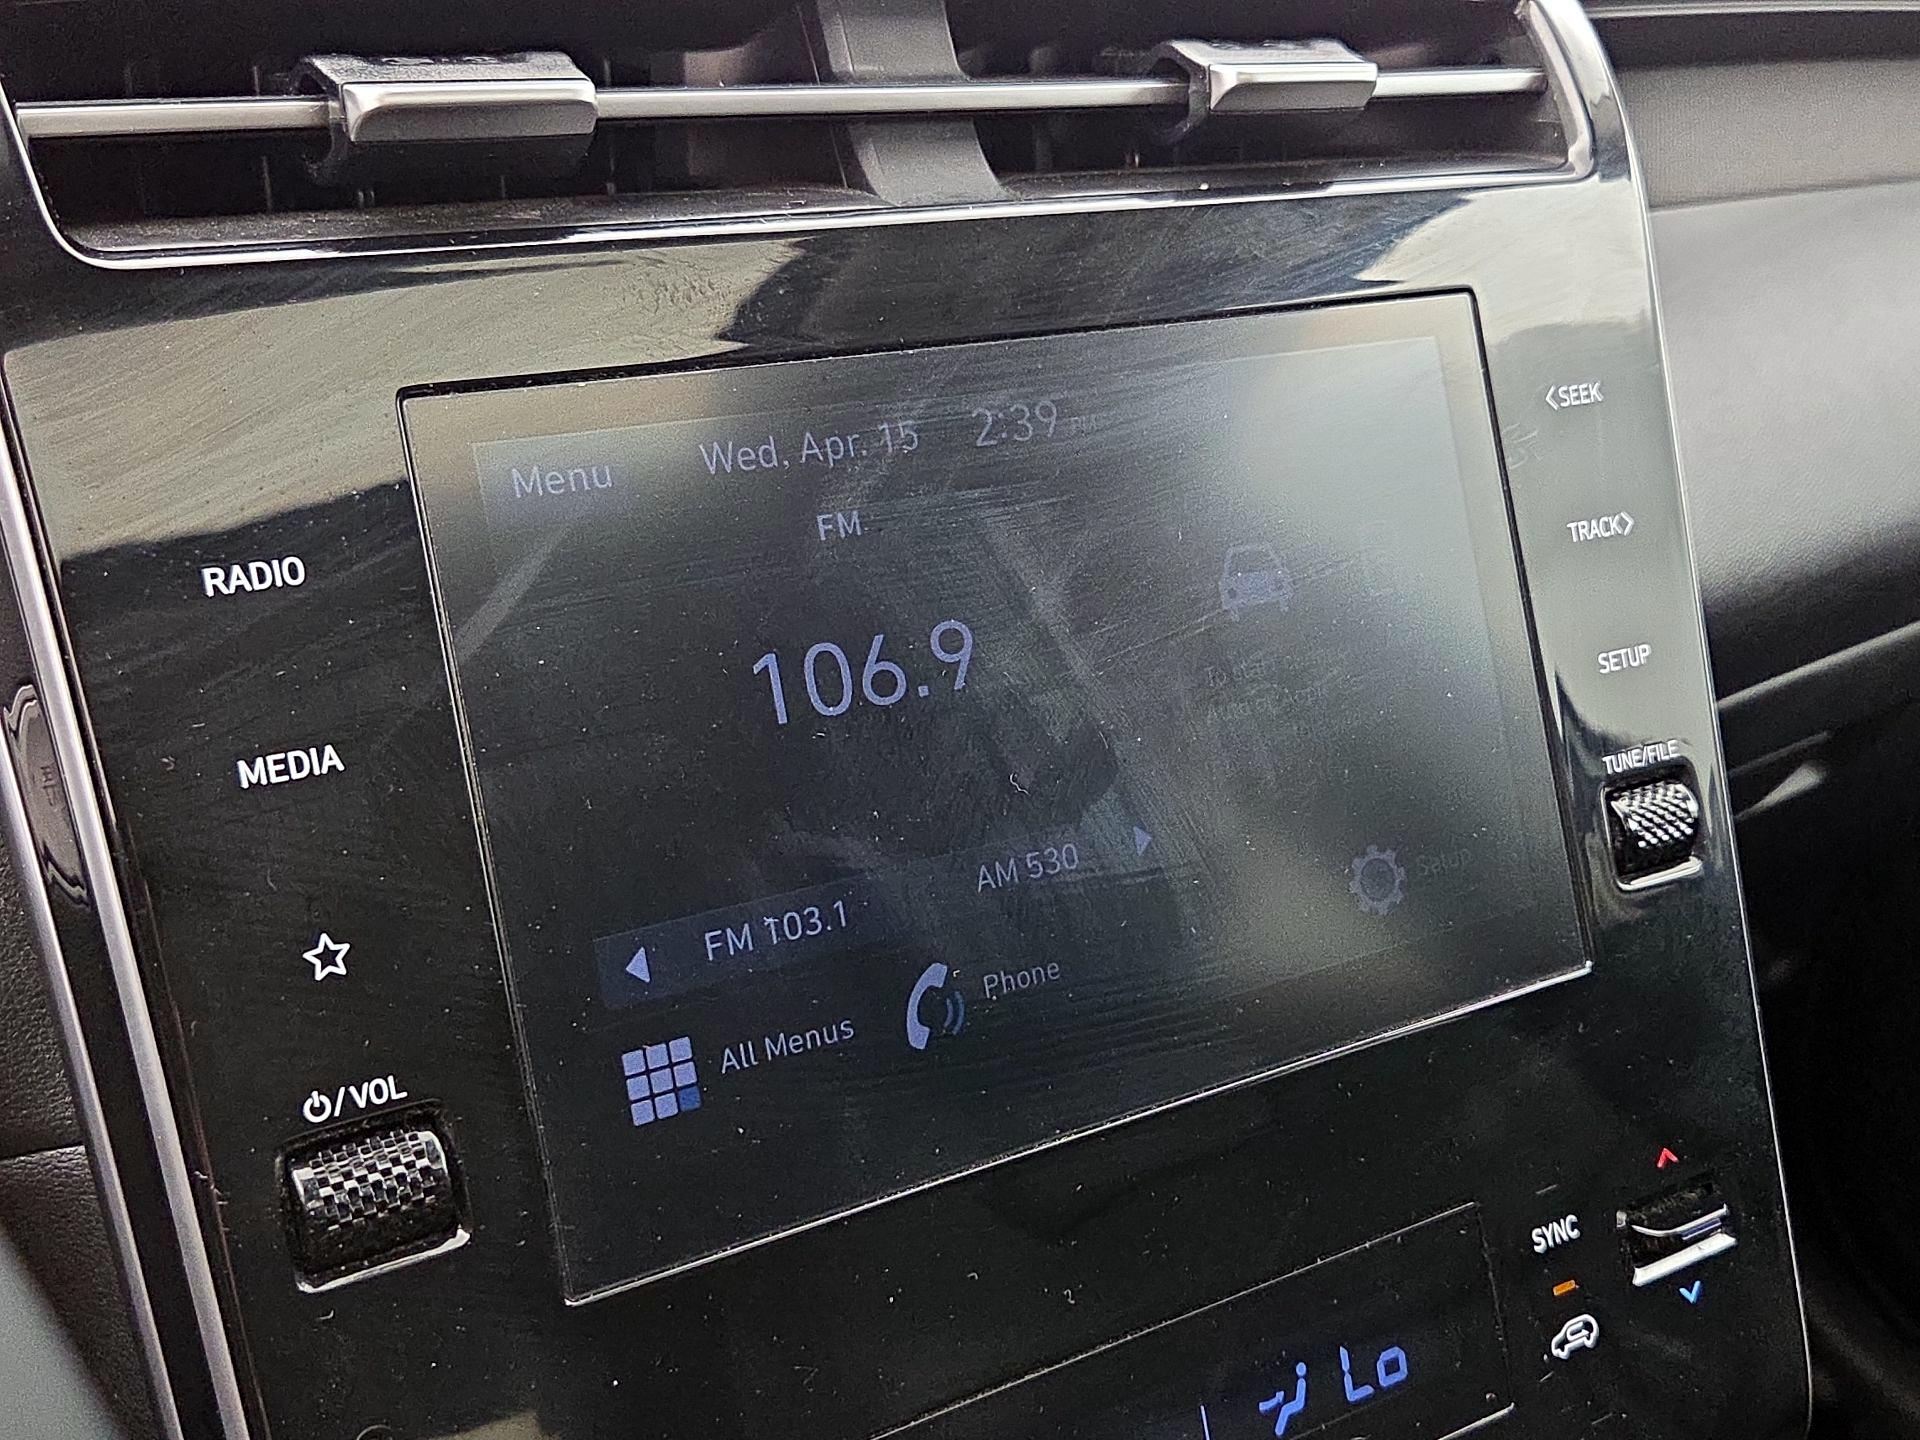 Menu Wed, Apr. 15 2:39
FM
106.9
FM 103.1 AM 530
All Menus Phone Setup
RADIO
MEDIA
/VOL
<SEEK
TRACK>
SETUP
TUNE/FILE
SYNC
Lo